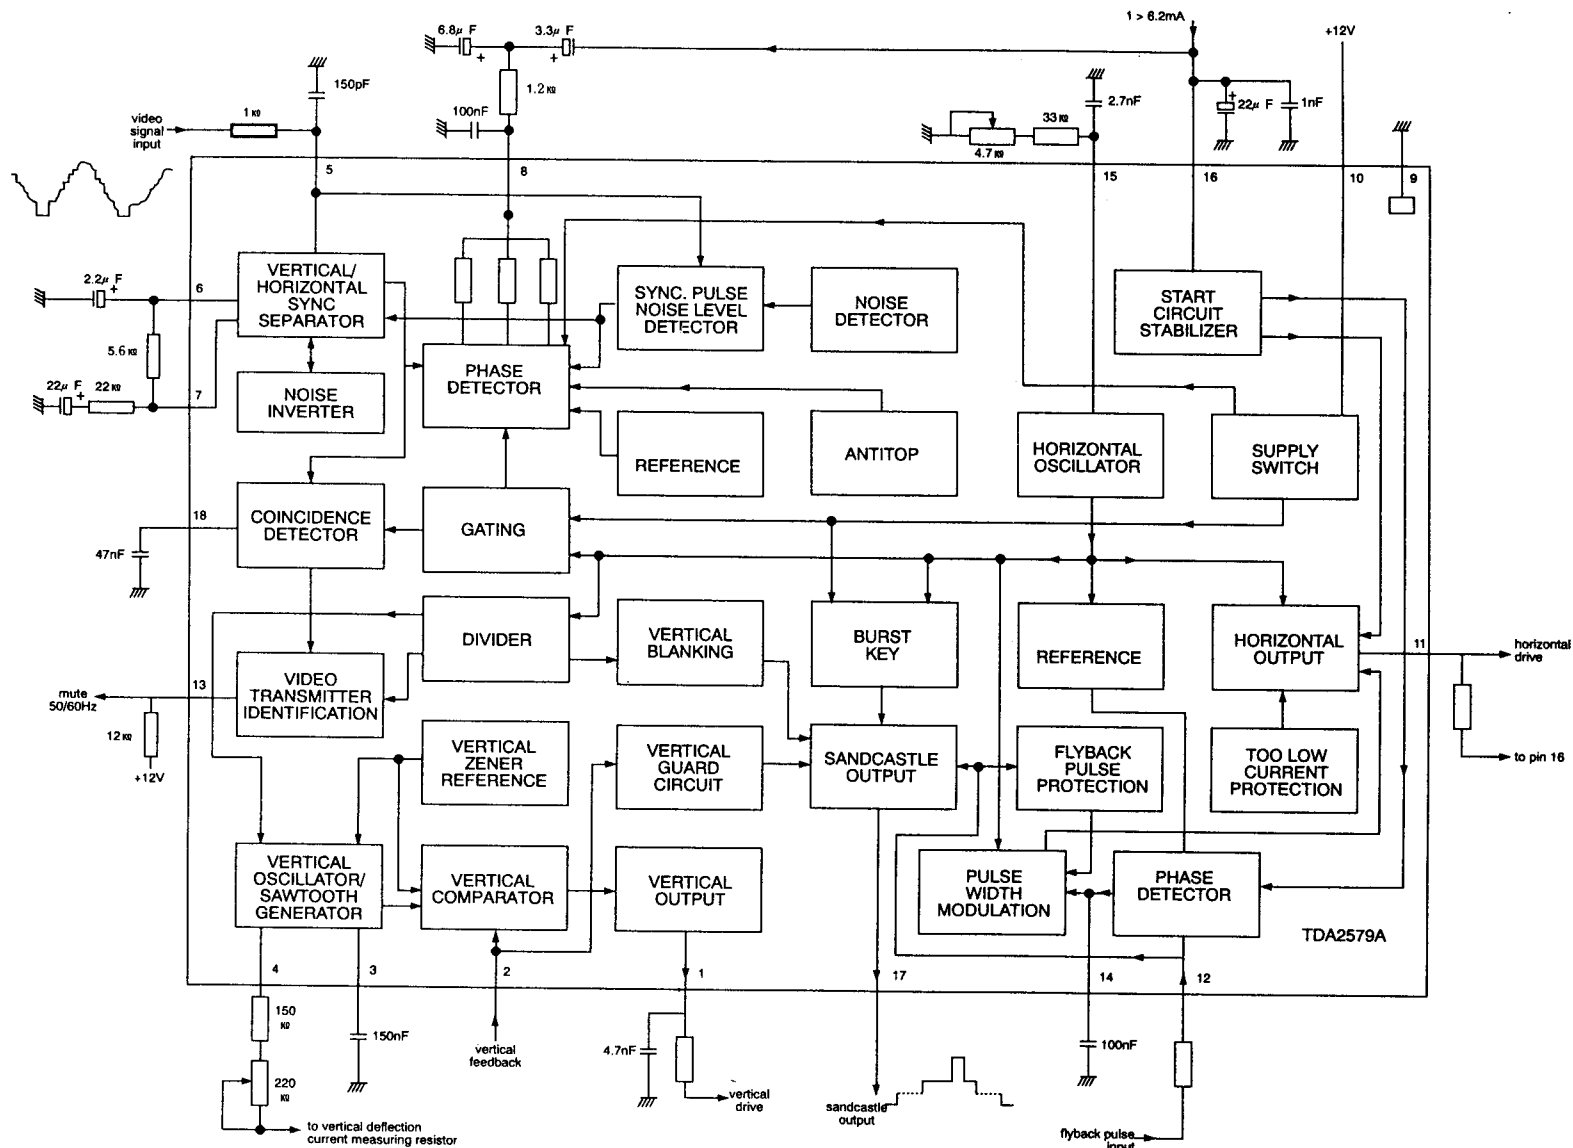 1 > 6.2mA
6.8μ F
3.3μ F
+12V
150pF
1.2 KΩ
2.7nF
22μ F
1nF
1 KΩ
100nF
33 KΩ
video
signal
input
4.7 KΩ
5
8
15
16
10
9
2.2μ F
6
VERTICAL/
HORIZONTAL
SYNC
SEPARATOR
SYNC. PULSE
NOISE LEVEL
DETECTOR
NOISE
DETECTOR
START
CIRCUIT
STABILIZER
5.6 KΩ
PHASE
DETECTOR
22μ F
22 KΩ
7
NOISE
INVERTER
REFERENCE
ANTITOP
HORIZONTAL
OSCILLATOR
SUPPLY
SWITCH
18
COINCIDENCE
DETECTOR
GATING
47nF
DIVIDER
VERTICAL
BLANKING
BURST
KEY
REFERENCE
HORIZONTAL
OUTPUT
11
horizontal
drive
mute
50/60Hz
13
VIDEO
TRANSMITTER
IDENTIFICATION
12 KΩ
+12V
VERTICAL
ZENER
REFERENCE
VERTICAL
GUARD
CIRCUIT
SANDCASTLE
OUTPUT
FLYBACK
PULSE
PROTECTION
TOO LOW
CURRENT
PROTECTION
to pin 16
VERTICAL
OSCILLATOR/
SAWTOOTH
GENERATOR
VERTICAL
COMPARATOR
VERTICAL
OUTPUT
PULSE
WIDTH
MODULATION
PHASE
DETECTOR
TDA2579A
4
3
2
1
17
14
12
150
KΩ
150nF
vertical
feedback
4.7nF
100nF
220
KΩ
vertical
drive
sandcastle
output
to vertical deflection
current measuring resistor
flyback pulse
input